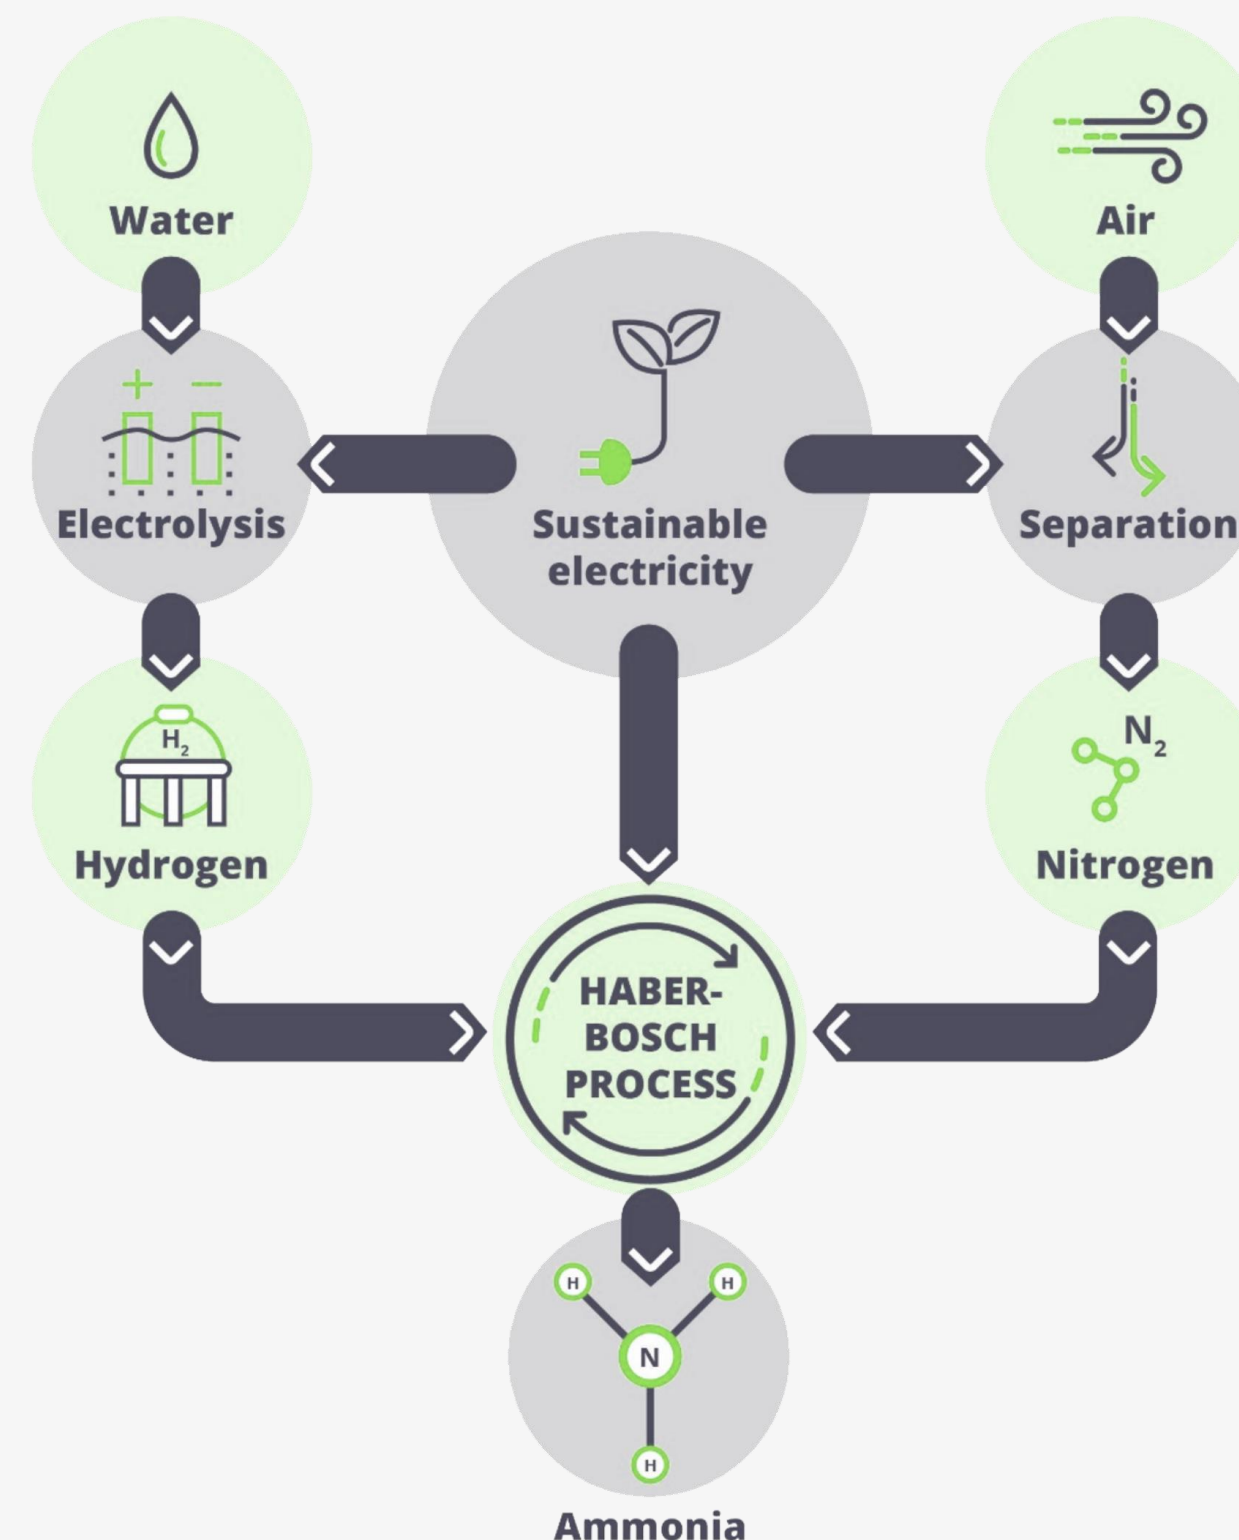 Water
Air
+ −
Electrolysis
Sustainable
electricity
Separation
H2
Hydrogen
N2
Nitrogen
HABER-
BOSCH
PROCESS
H
H
N
H
Ammonia